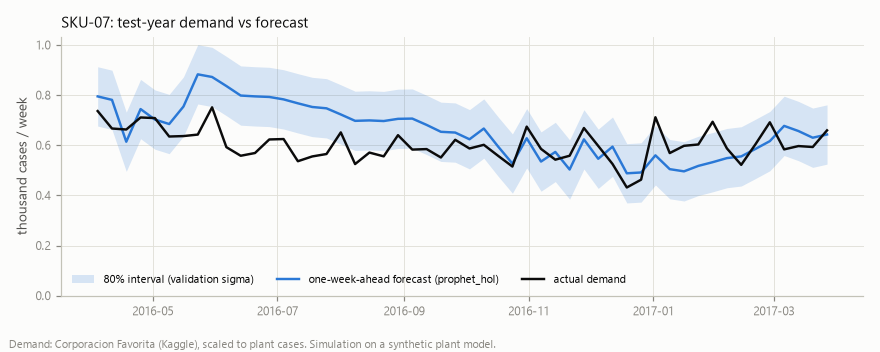 SKU-07: test-year demand vs forecast
thousand cases / week
1.0
0.8
0.6
0.4
0.2
0.0
80% interval (validation sigma)
one-week-ahead forecast (prophet_hol)
actual demand
2016-05
2016-07
2016-09
2016-11
2017-01
2017-03
Demand: Corporacion Favorita (Kaggle), scaled to plant cases. Simulation on a synthetic plant model.